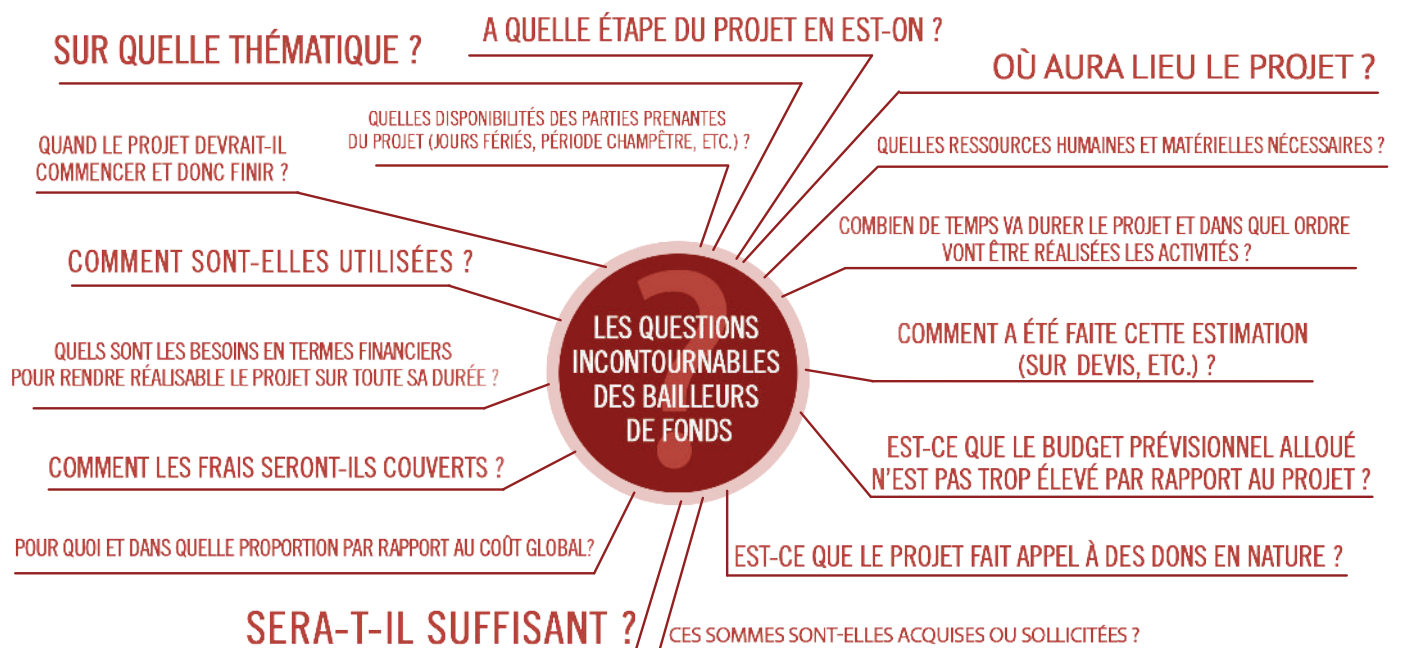 SUR QUELLE THÉMATIQUE ?
A QUELLE ÉTAPE DU PROJET EN EST-ON ?
OÙ AURA LIEU LE PROJET ?
QUELLES DISPONIBILITÉS DES PARTIES PRENANTES
DU PROJET (JOURS FÉRIÉS, PÉRIODE CHAMPÊTRE, ETC.) ?
QUAND LE PROJET DEVRAIT-IL
COMMENCER ET DONC FINIR ?
QUELLES RESSOURCES HUMAINES ET MATÉRIELLES NÉCESSAIRES ?
COMBIEN DE TEMPS VA DURER LE PROJET ET DANS QUEL ORDRE
VONT ÊTRE RÉALISÉES LES ACTIVITÉS ?
COMMENT SONT-ELLES UTILISÉES ?
?
LES QUESTIONS
INCONTOURNABLES
DES BAILLEURS
DE FONDS
COMMENT A ÉTÉ FAITE CETTE ESTIMATION
(SUR DEVIS, ETC.) ?
QUELS SONT LES BESOINS EN TERMES FINANCIERS
POUR RENDRE RÉALISABLE LE PROJET SUR TOUTE SA DURÉE ?
EST-CE QUE LE BUDGET PRÉVISIONNEL ALLOUÉ
N'EST PAS TROP ÉLEVÉ PAR RAPPORT AU PROJET ?
COMMENT LES FRAIS SERONT-ILS COUVERTS ?
POUR QUOI ET DANS QUELLE PROPORTION PAR RAPPORT AU COÛT GLOBAL?
EST-CE QUE LE PROJET FAIT APPEL À DES DONS EN NATURE ?
SERA-T-IL SUFFISANT ?
CES SOMMES SONT-ELLES ACQUISES OU SOLLICITÉES ?